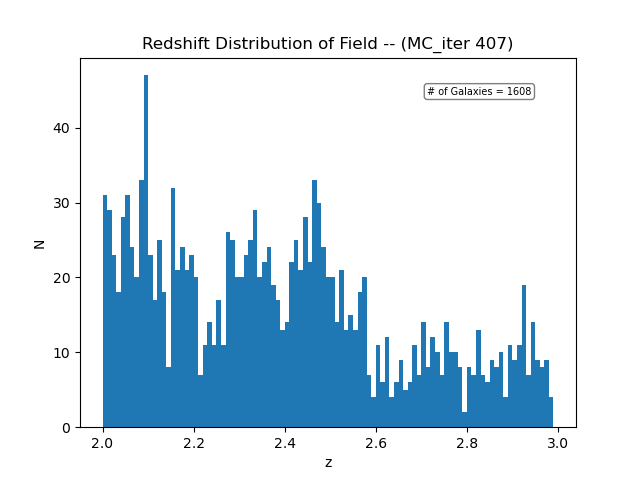 Redshift Distribution of Field -- (MC_iter 407)
# of Galaxies = 1608
40
30
20
10
0
N
2.0 2.2 2.4 2.6 2.8 3.0
z